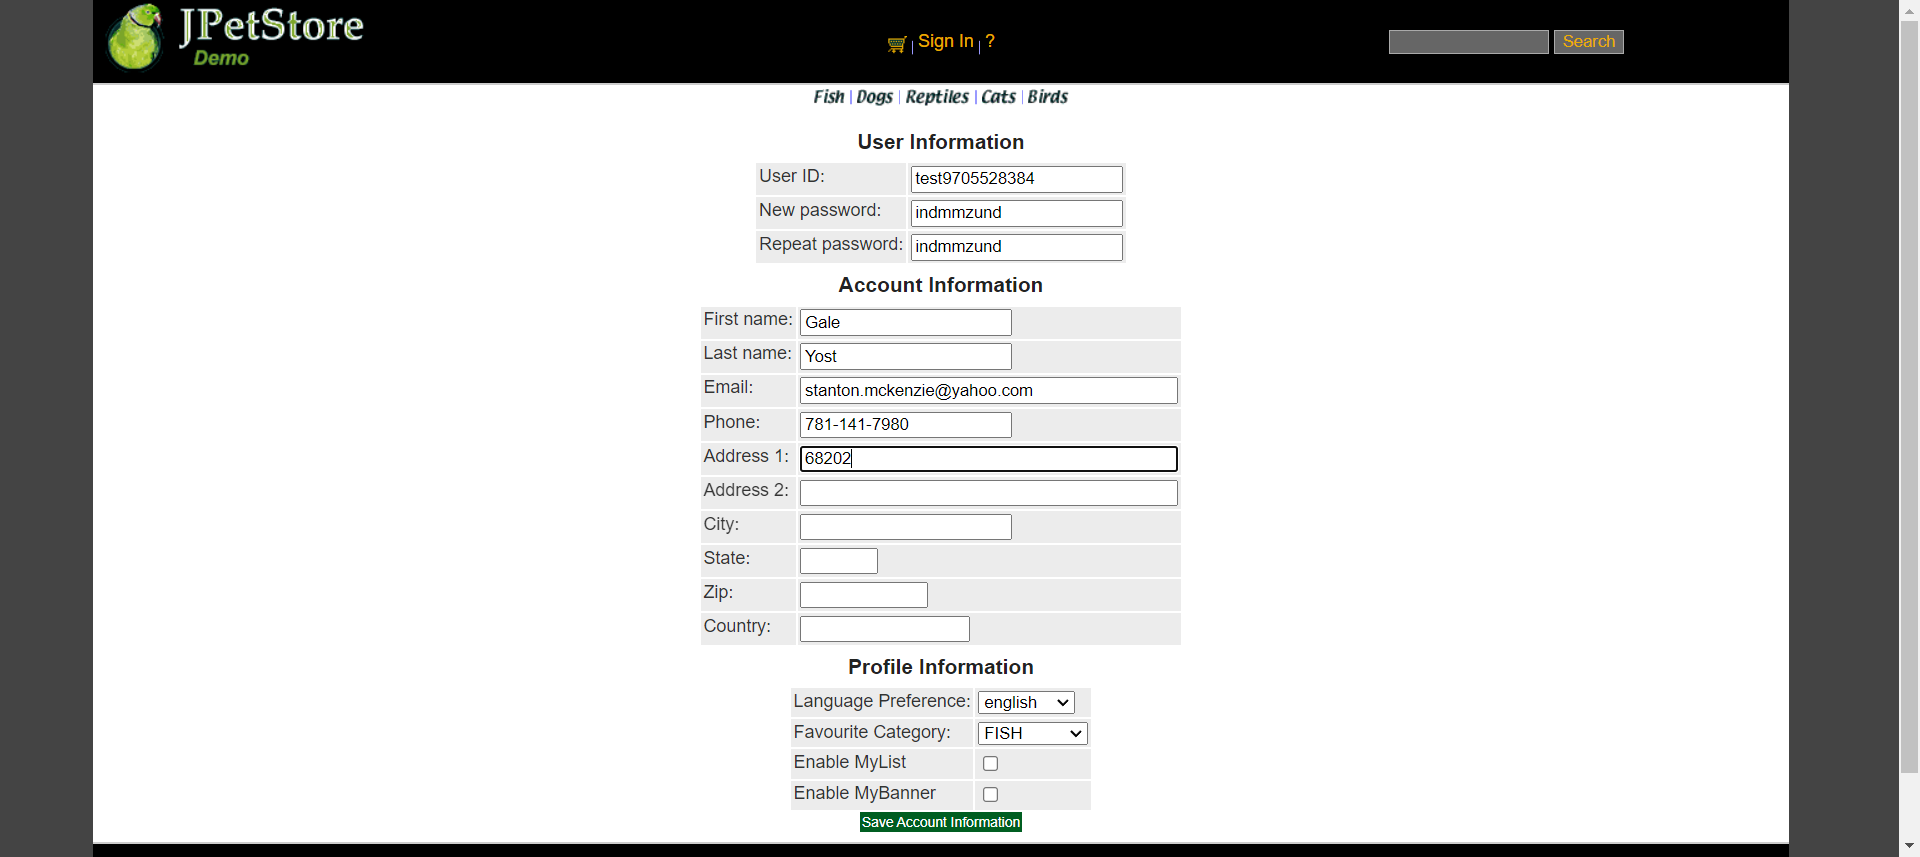 JPetStore
Demo
Sign In | ?
Search
Fish | Dogs | Reptiles | Cats | Birds
User Information
User ID: test9705528384
New password: indmmzund
Repeat password: indmmzund
Account Information
First name: Gale
Last name: Yost
Email: stanton.mckenzie@yahoo.com
Phone: 781-141-7980
Address 1: 68202
Address 2:
City:
State:
Zip:
Country:
Profile Information
Language Preference: english
Favourite Category: FISH
Enable MyList
Enable MyBanner
Save Account Information